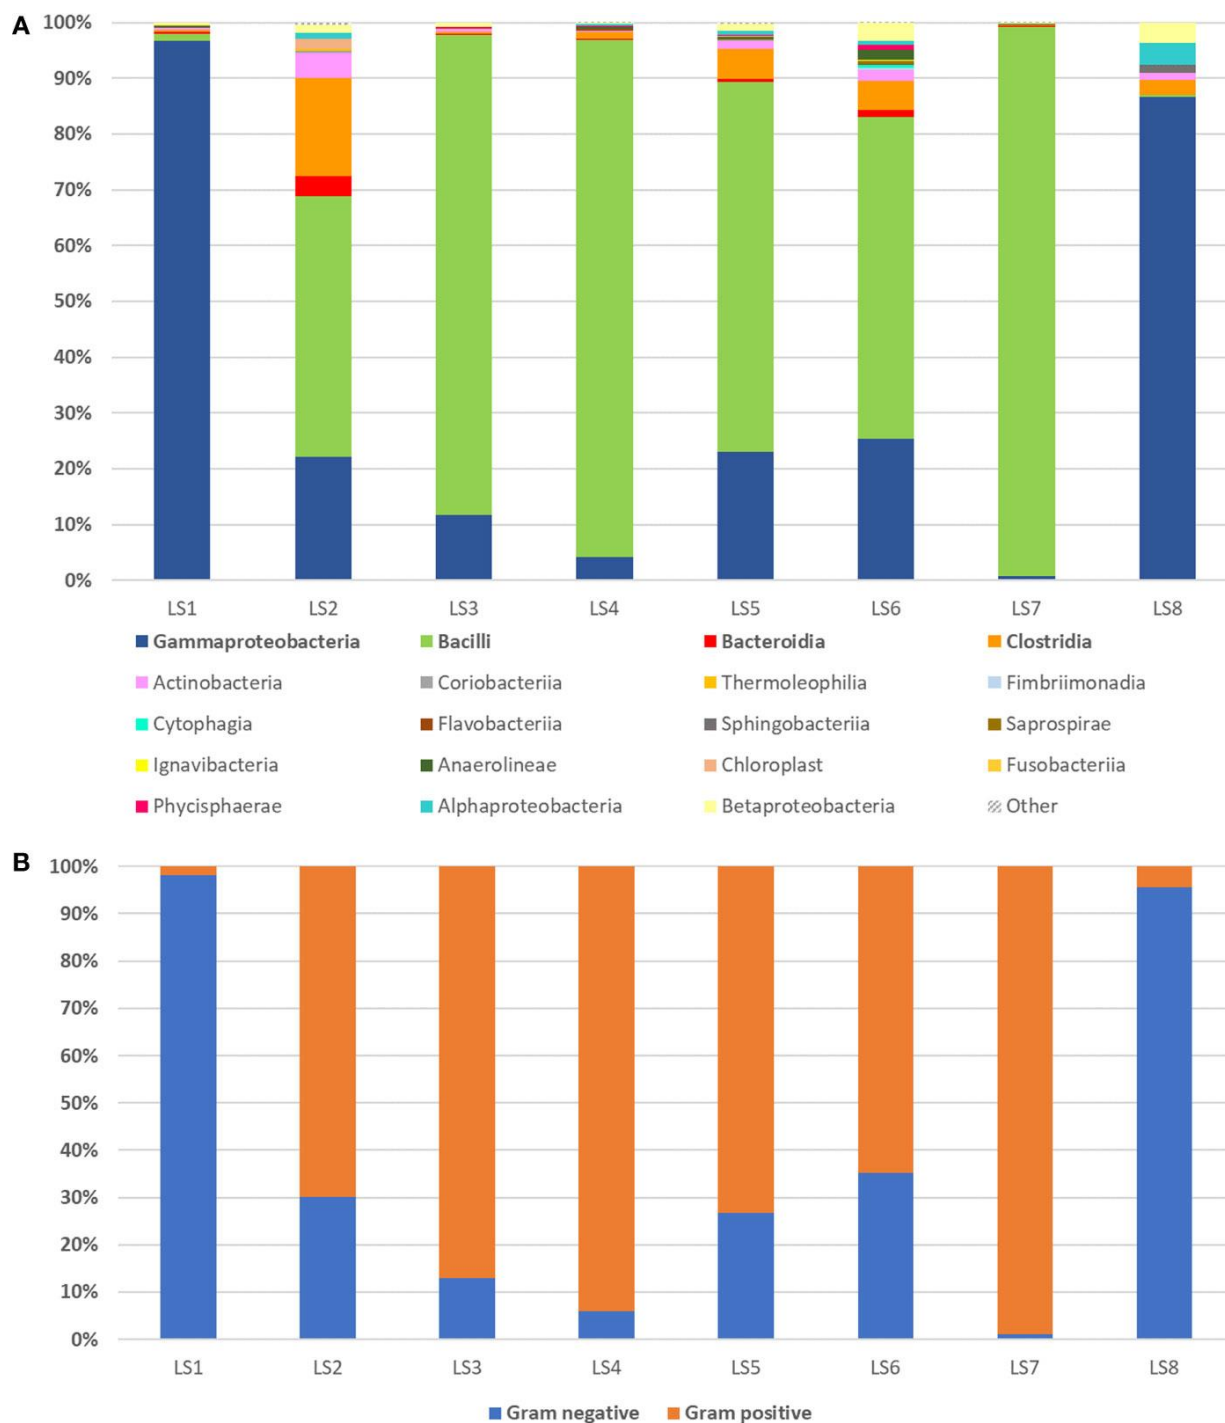 A
100%
90%
80%
70%
60%
50%
40%
30%
20%
10%
0%
LS1 LS2 LS3 LS4 LS5 LS6 LS7 LS8
Gammaproteobacteria Bacilli Bacteroidia Clostridia
Actinobacteria Coriobacteriia Thermoleophilia Fimbriimonadia
Cytophagia Flavobacteriia Sphingobacteriia Saprospirae
Ignavibacteria Anaerolineae Chloroplast Fusobacteriia
Phycisphaerae Alphaproteobacteria Betaproteobacteria Other
B
100%
90%
80%
70%
60%
50%
40%
30%
20%
10%
0%
LS1 LS2 LS3 LS4 LS5 LS6 LS7 LS8
Gram negative Gram positive